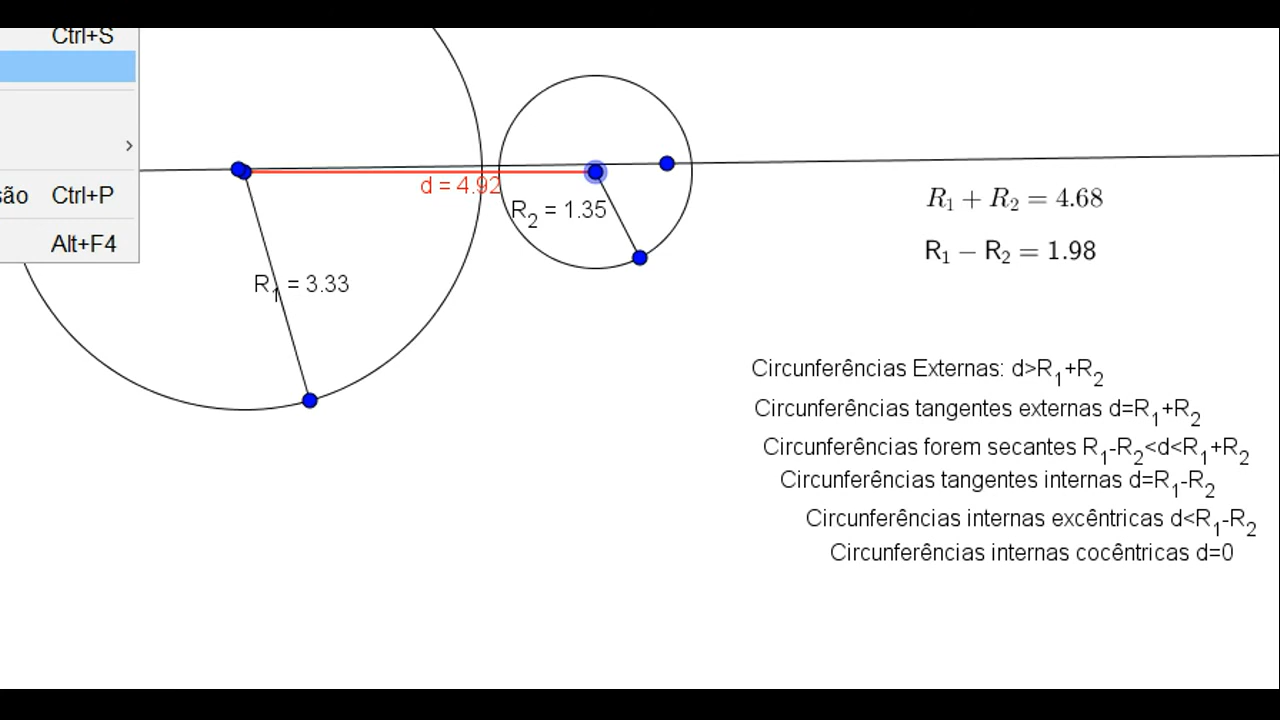 Ctrl+S
são Ctrl+P
Alt+F4
d = 4.92
R₂ = 1.35
R₁ = 3.33
R₁ + R₂ = 4.68
R₁ − R₂ = 1.98
Circunferências Externas: d>R₁+R₂
Circunferências tangentes externas d=R₁+R₂
Circunferências forem secantes R₁-R₂<d<R₁+R₂
Circunferências tangentes internas d=R₁-R₂
Circunferências internas excêntricas d<R₁-R₂
Circunferências internas cocêntricas d=0